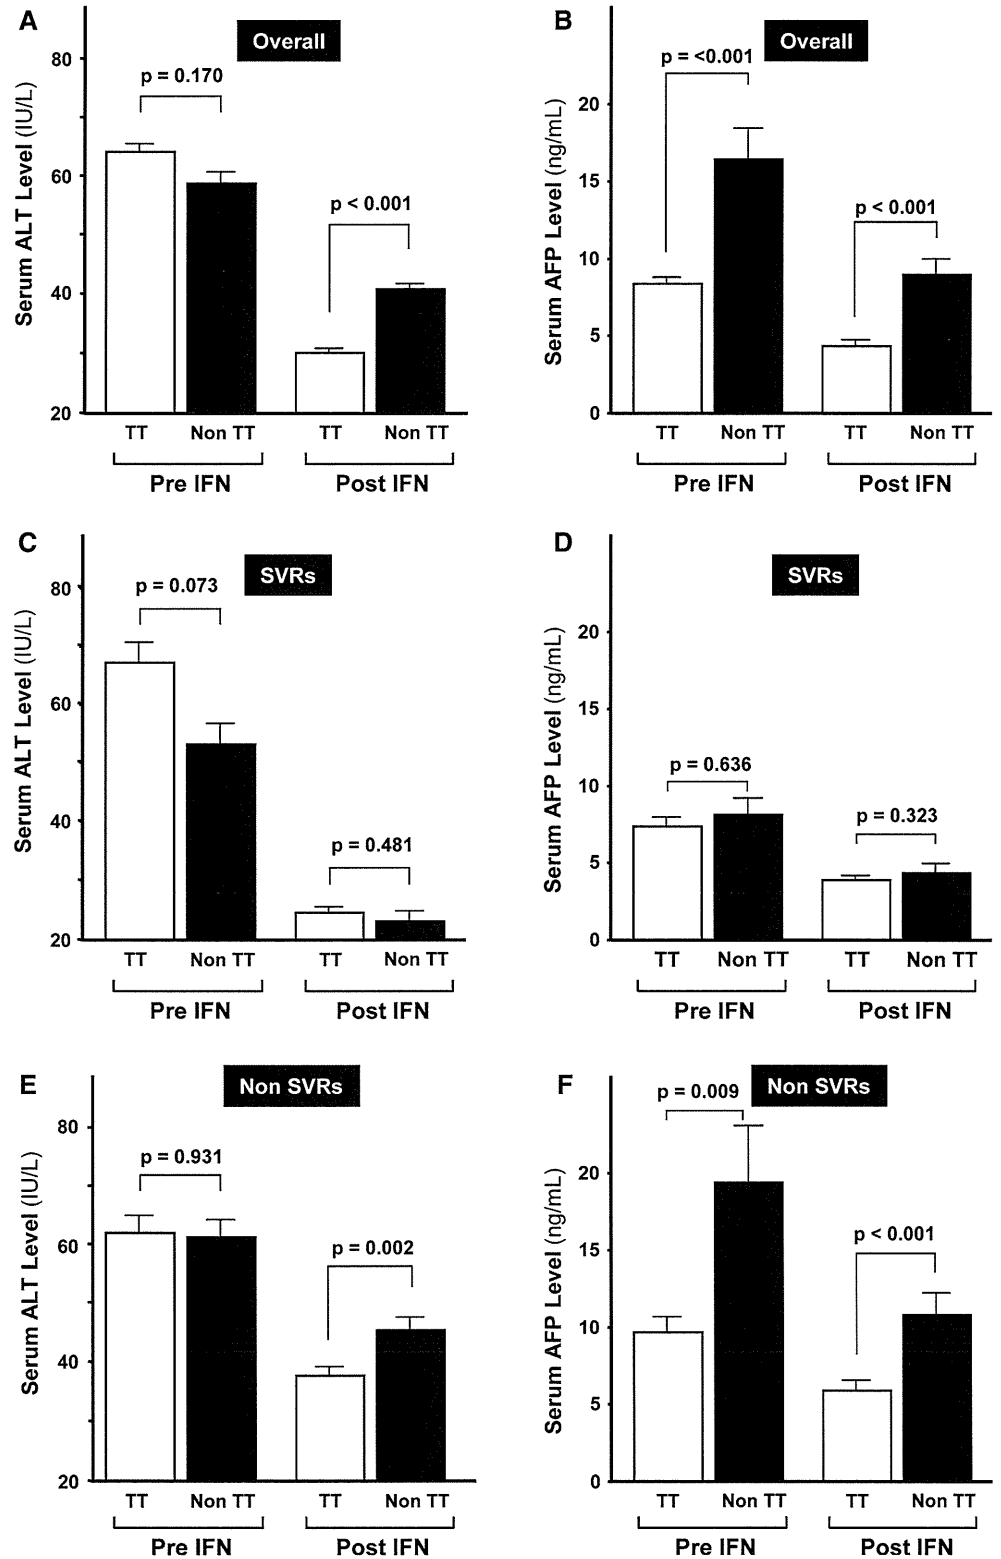 A
Overall
Serum ALT Level (IU/L)
80
60
40
20
p = 0.170
p < 0.001
TT Non TT TT Non TT
Pre IFN Post IFN
B
Overall
Serum AFP Level (ng/mL)
20
15
10
5
0
p = <0.001
p < 0.001
TT Non TT TT Non TT
Pre IFN Post IFN
C
SVRs
Serum ALT Level (IU/L)
80
60
40
20
p = 0.073
p = 0.481
TT Non TT TT Non TT
Pre IFN Post IFN
D
SVRs
Serum AFP Level (ng/mL)
20
15
10
5
0
p = 0.636
p = 0.323
TT Non TT TT Non TT
Pre IFN Post IFN
E
Non SVRs
Serum ALT Level (IU/L)
80
60
40
20
p = 0.931
p = 0.002
TT Non TT TT Non TT
Pre IFN Post IFN
F
Non SVRs
Serum AFP Level (ng/mL)
20
15
10
5
0
p = 0.009
p < 0.001
TT Non TT TT Non TT
Pre IFN Post IFN